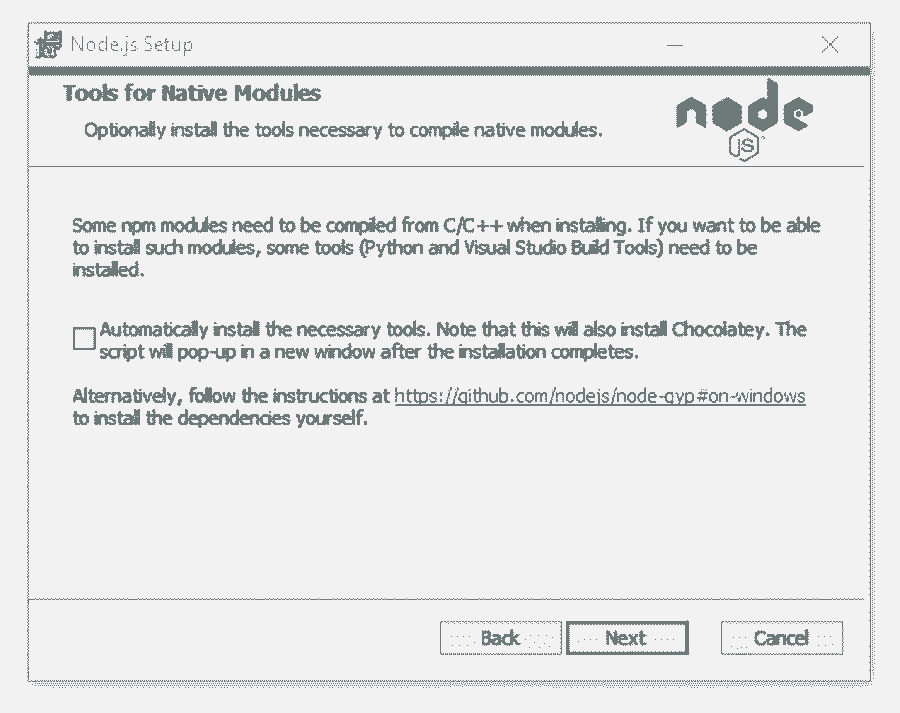 Node.js Setup
Tools for Native Modules
Optionally install the tools necessary to compile native modules.
node
JS
Some npm modules need to be compiled from C/C++ when installing. If you want to be able
to install such modules, some tools (Python and Visual Studio Build Tools) need to be
installed.
Automatically install the necessary tools. Note that this will also install Chocolatey. The
script will pop-up in a new window after the installation completes.
Alternatively, follow the instructions at https://github.com/nodejs/node-gyp#on-windows
to install the dependencies yourself.
Back Next Cancel